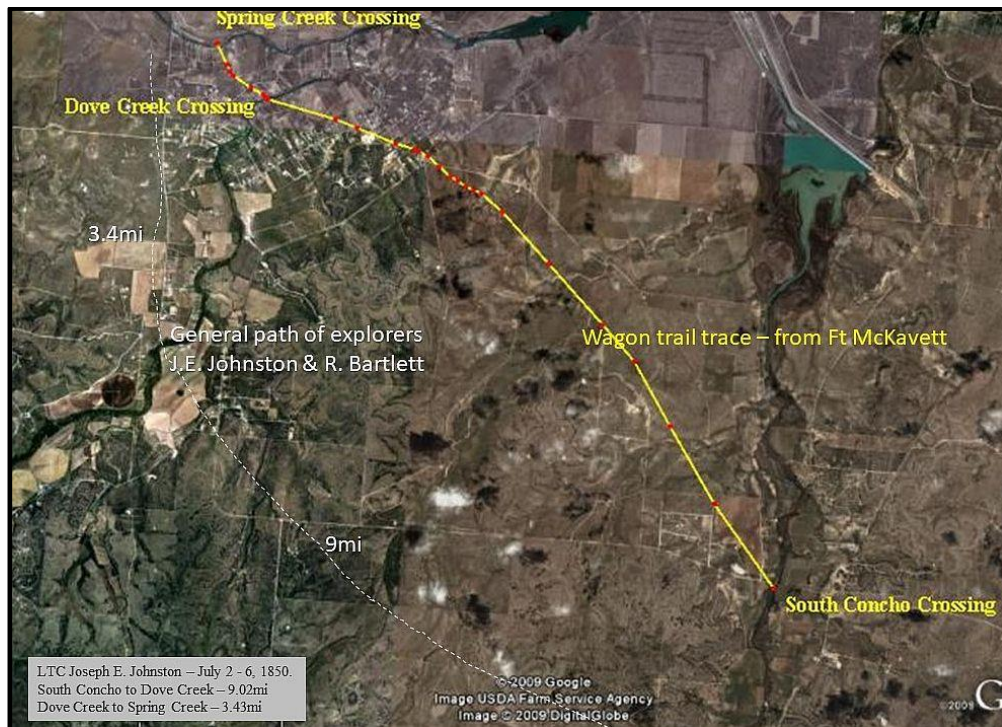 Spring Creek Crossing
Dove Creek Crossing
3.4mi
General path of explorers
J.E. Johnston & R. Bartlett
Wagon trail trace – from Ft McKavett
9mi
South Concho Crossing
LTC Joseph E. Johnston – July 2 - 6, 1850.
South Concho to Dove Creek – 9.02mi
Dove Creek to Spring Creek – 3.43mi
©2009 Google
Image USDA Farm Service Agency
Image © 2009 DigitalGlobe
©2009